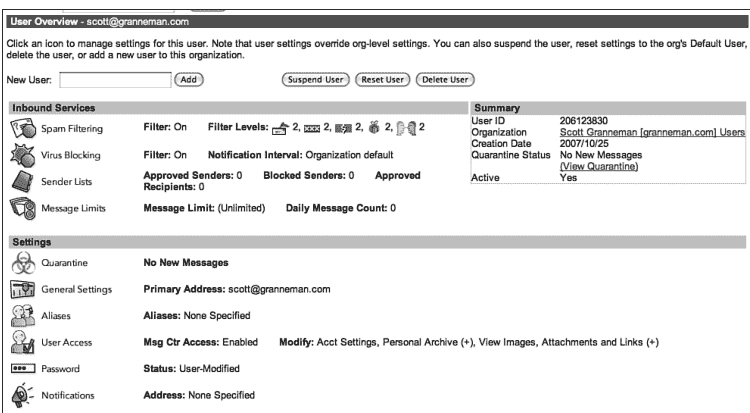 User Overview - scott@granneman.com
Click an icon to manage settings for this user. Note that user settings override org-level settings. You can also suspend the user, reset settings to the org's Default User,
delete the user, or add a new user to this organization.
New User: Add Suspend User Reset User Delete User
Inbound Services
Spam Filtering Filter: On Filter Levels: 2, xxx 2, 2, 2, 2
Virus Blocking Filter: On Notification Interval: Organization default
Sender Lists Approved Senders: 0 Blocked Senders: 0 Approved
Recipients: 0
Message Limits Message Limit: (Unlimited) Daily Message Count: 0
Summary
User ID 206123830
Organization Scott Granneman [granneman.com] Users
Creation Date 2007/10/25
Quarantine Status No New Messages
(View Quarantine)
Active Yes
Settings
Quarantine No New Messages
General Settings Primary Address: scott@granneman.com
Aliases Aliases: None Specified
User Access Msg Ctr Access: Enabled Modify: Acct Settings, Personal Archive (+), View Images, Attachments and Links (+)
Password Status: User-Modified
Notifications Address: None Specified